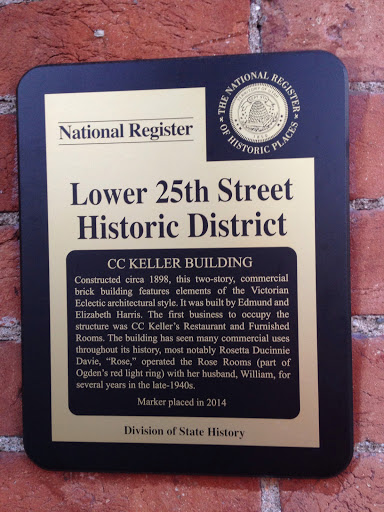 THE NATIONAL REGISTER
OF HISTORIC PLACES
National Register
Lower 25th Street
Historic District
CC KELLER BUILDING
Constructed circa 1898, this two-story, commercial
brick building features elements of the Victorian
Eclectic architectural style. It was built by Edmund and
Elizabeth Harris. The first business to occupy the
structure was CC Keller's Restaurant and Furnished
Rooms. The building has seen many commercial uses
throughout its history, most notably Rosetta Ducinnie
Davie, "Rose," operated the Rose Rooms (part of
Ogden's red light ring) with her husband, William, for
several years in the late-1940s.
Marker placed in 2014
Division of State History